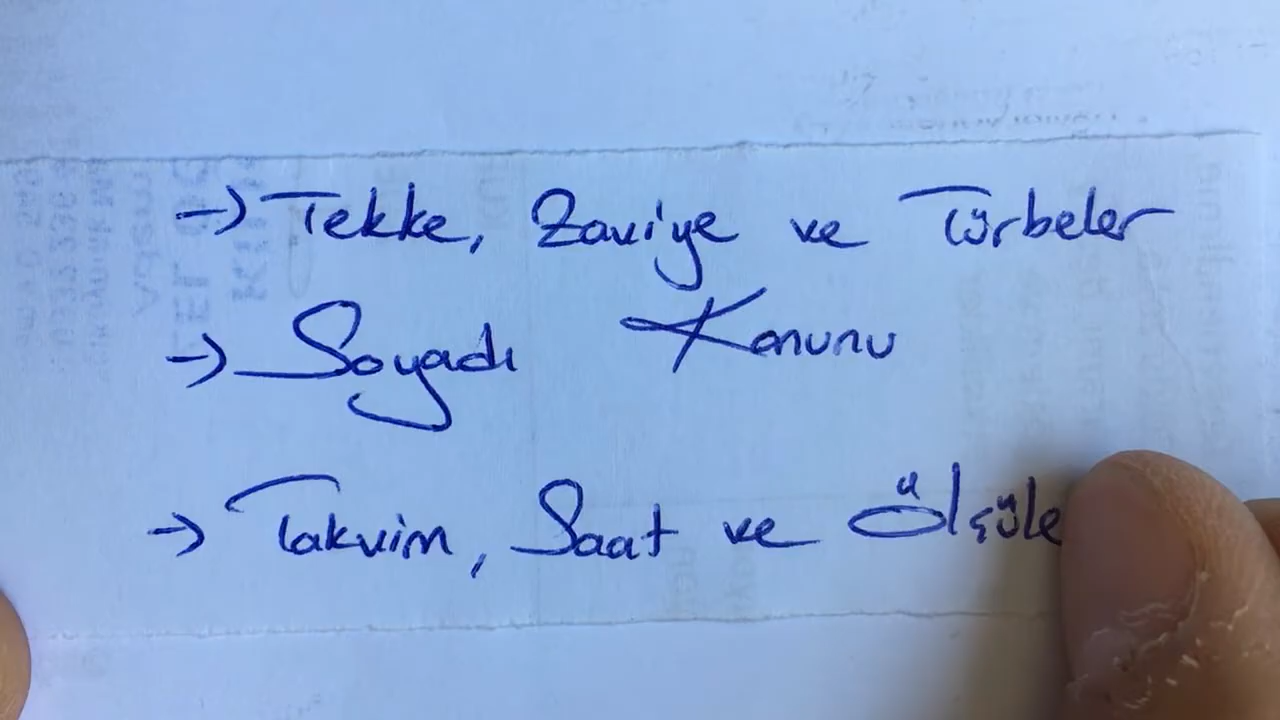 → Tekke, Zaviye ve Türbeler
→ Soyadı Kanunu
→ Takvim, Saat ve Ölçüle